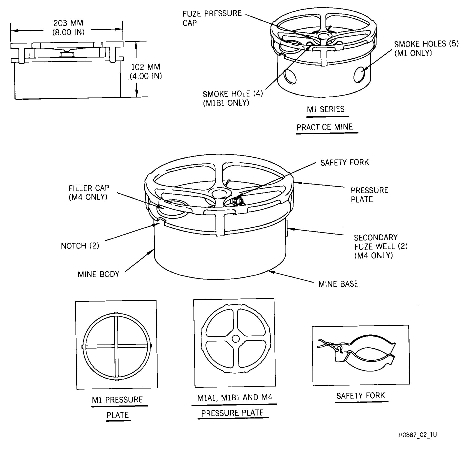 203 MM
(8.00 IN)
102 MM
(4.00 IN)
FUZE PRESSURE
CAP
SMOKE HOLES (5)
(M1 ONLY)
SMOKE HOLE (4)
(M1B1 ONLY)
M1 SERIES
PRACTICE MINE
SAFETY FORK
FILLER CAP
(M4 ONLY)
PRESSURE
PLATE
NOTCH (2)
SECONDARY
FUZE WELL (2)
(M4 ONLY)
MINE BODY
MINE BASE
M1 PRESSURE
PLATE
M1A1, M1B1 AND M4
PRESSURE PLATE
SAFETY FORK